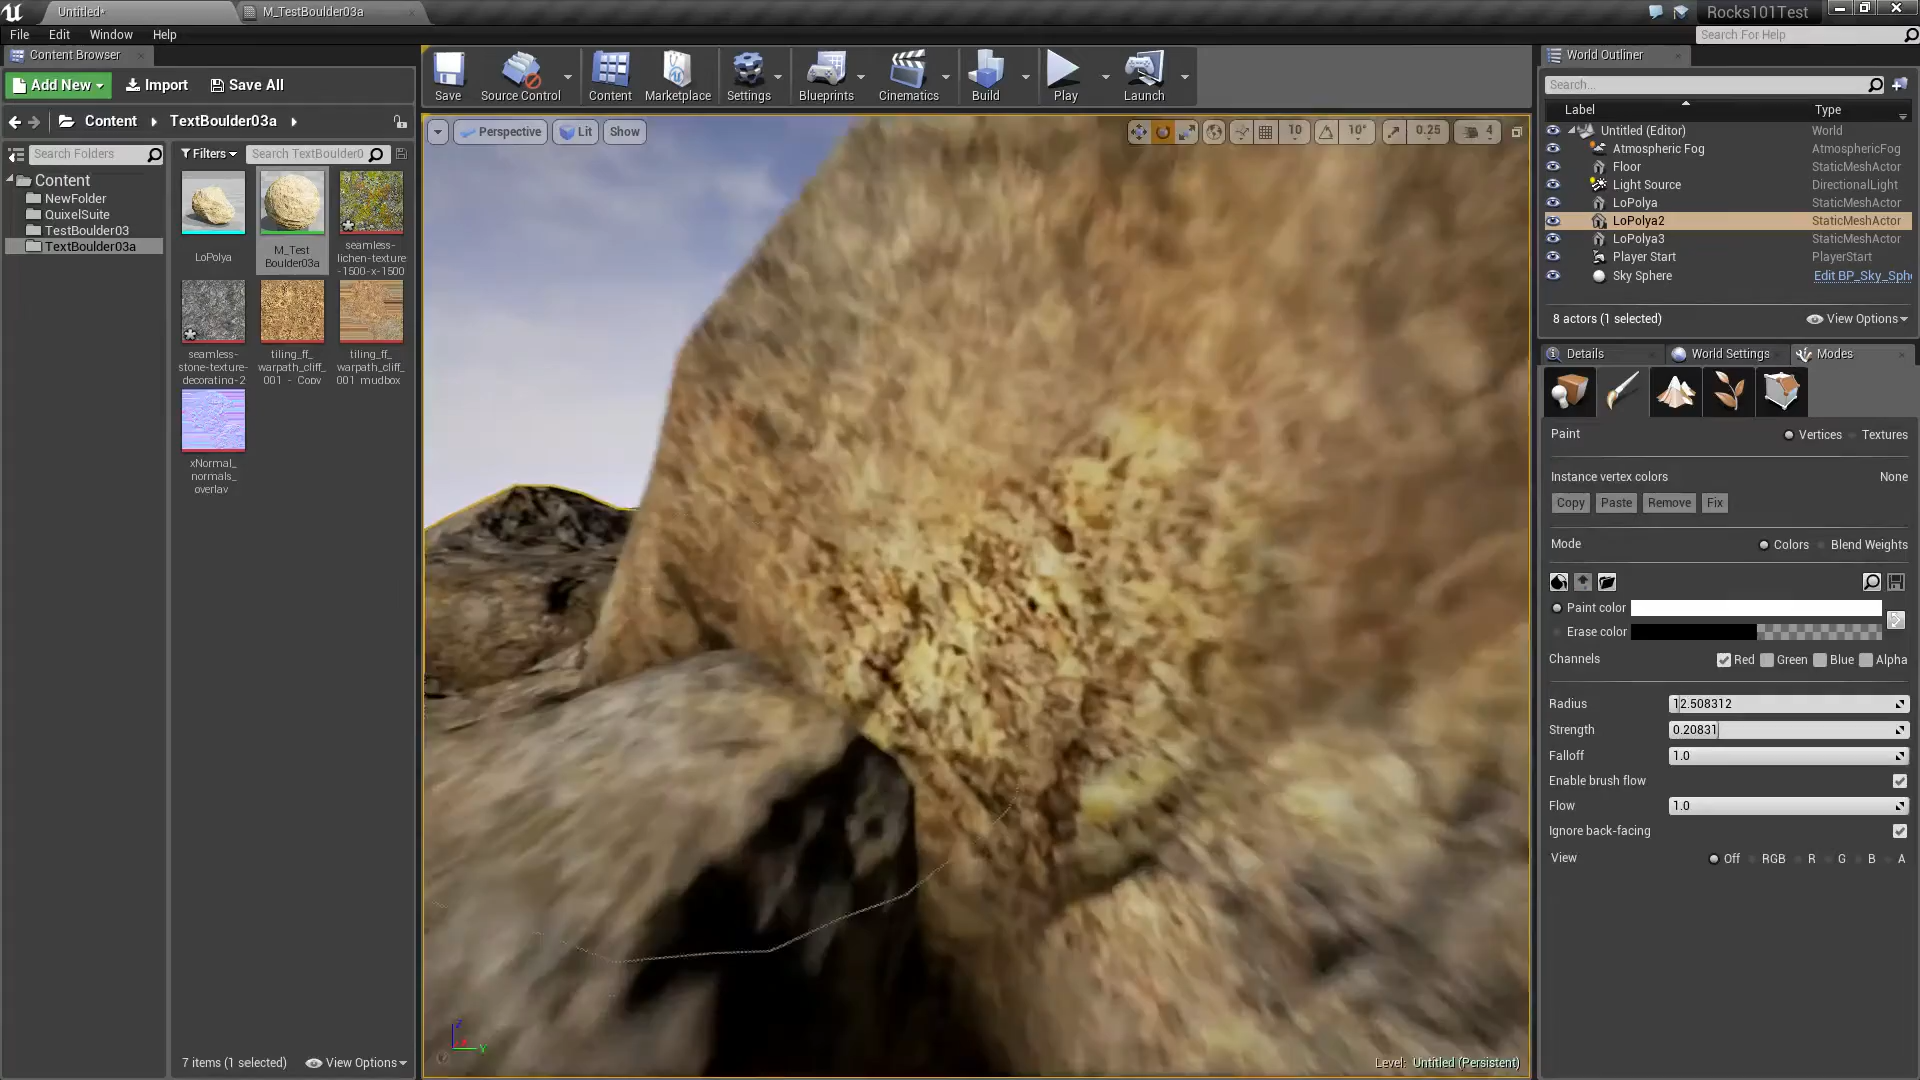 Untitled*
M_TestBoulder03a
Rocks101Test
File
Edit
Window
Help
Search For Help
Content Browser
Add New
Import
Save All
Content
TextBoulder03a
Search Folders
Filters
Search TextBoulder0
Content
NewFolder
QuixelSuite
TestBoulder03
TextBoulder03a
LoPolya
M_Test
Boulder03a
seamless-
lichen-texture
-1500-x-1500
seamless-
stone-texture-
decorating-2
tiling_ff_
warpath_cliff_
001_-_Copy
tiling_ff_
warpath_cliff_
001_mudbox
xNormal_
normals_
overlay
7 items (1 selected)
View Options
Save
Source Control
Content
Marketplace
Settings
Blueprints
Cinematics
Build
Play
Launch
Perspective
Lit
Show
10
10°
0.25
4
Z
Y
Level: Untitled (Persistent)
World Outliner
Search...
Label
Type
Untitled (Editor)
World
Atmospheric Fog
AtmosphericFog
Floor
StaticMeshActor
Light Source
DirectionalLight
LoPolya
StaticMeshActor
LoPolya2
StaticMeshActor
LoPolya3
StaticMeshActor
Player Start
PlayerStart
Sky Sphere
Edit BP_Sky_Sph
8 actors (1 selected)
View Options
Details
World Settings
Modes
Paint
Vertices
Textures
Instance vertex colors
None
Copy
Paste
Remove
Fix
Mode
Colors
Blend Weights
Paint color
Erase color
Channels
Red
Green
Blue
Alpha
Radius
12.508312
Strength
0.20831
Falloff
1.0
Enable brush flow
Flow
1.0
Ignore back-facing
View
Off
RGB
R
G
B
A